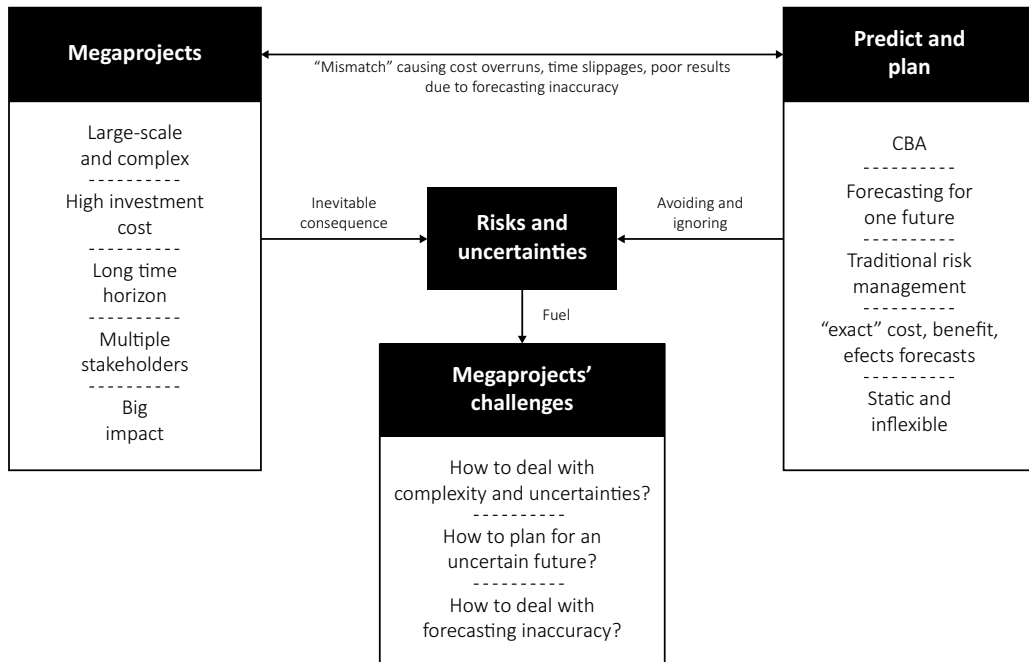 Megaprojects
Large-scale
and complex
High investment
cost
Long time
horizon
Multiple
stakeholders
Big
impact
“Mismatch” causing cost overruns, time slippages, poor results
due to forecasting inaccuracy
Inevitable
consequence
Risks and
uncertainties
Avoiding and
ignoring
Fuel
Megaprojects’
challenges
How to deal with
complexity and uncertainties?
How to plan for an
uncertain future?
How to deal with
forecasting inaccuracy?
Predict and
plan
CBA
Forecasting for
one future
Traditional risk
management
“exact” cost, benefit,
efects forecasts
Static and
inflexible